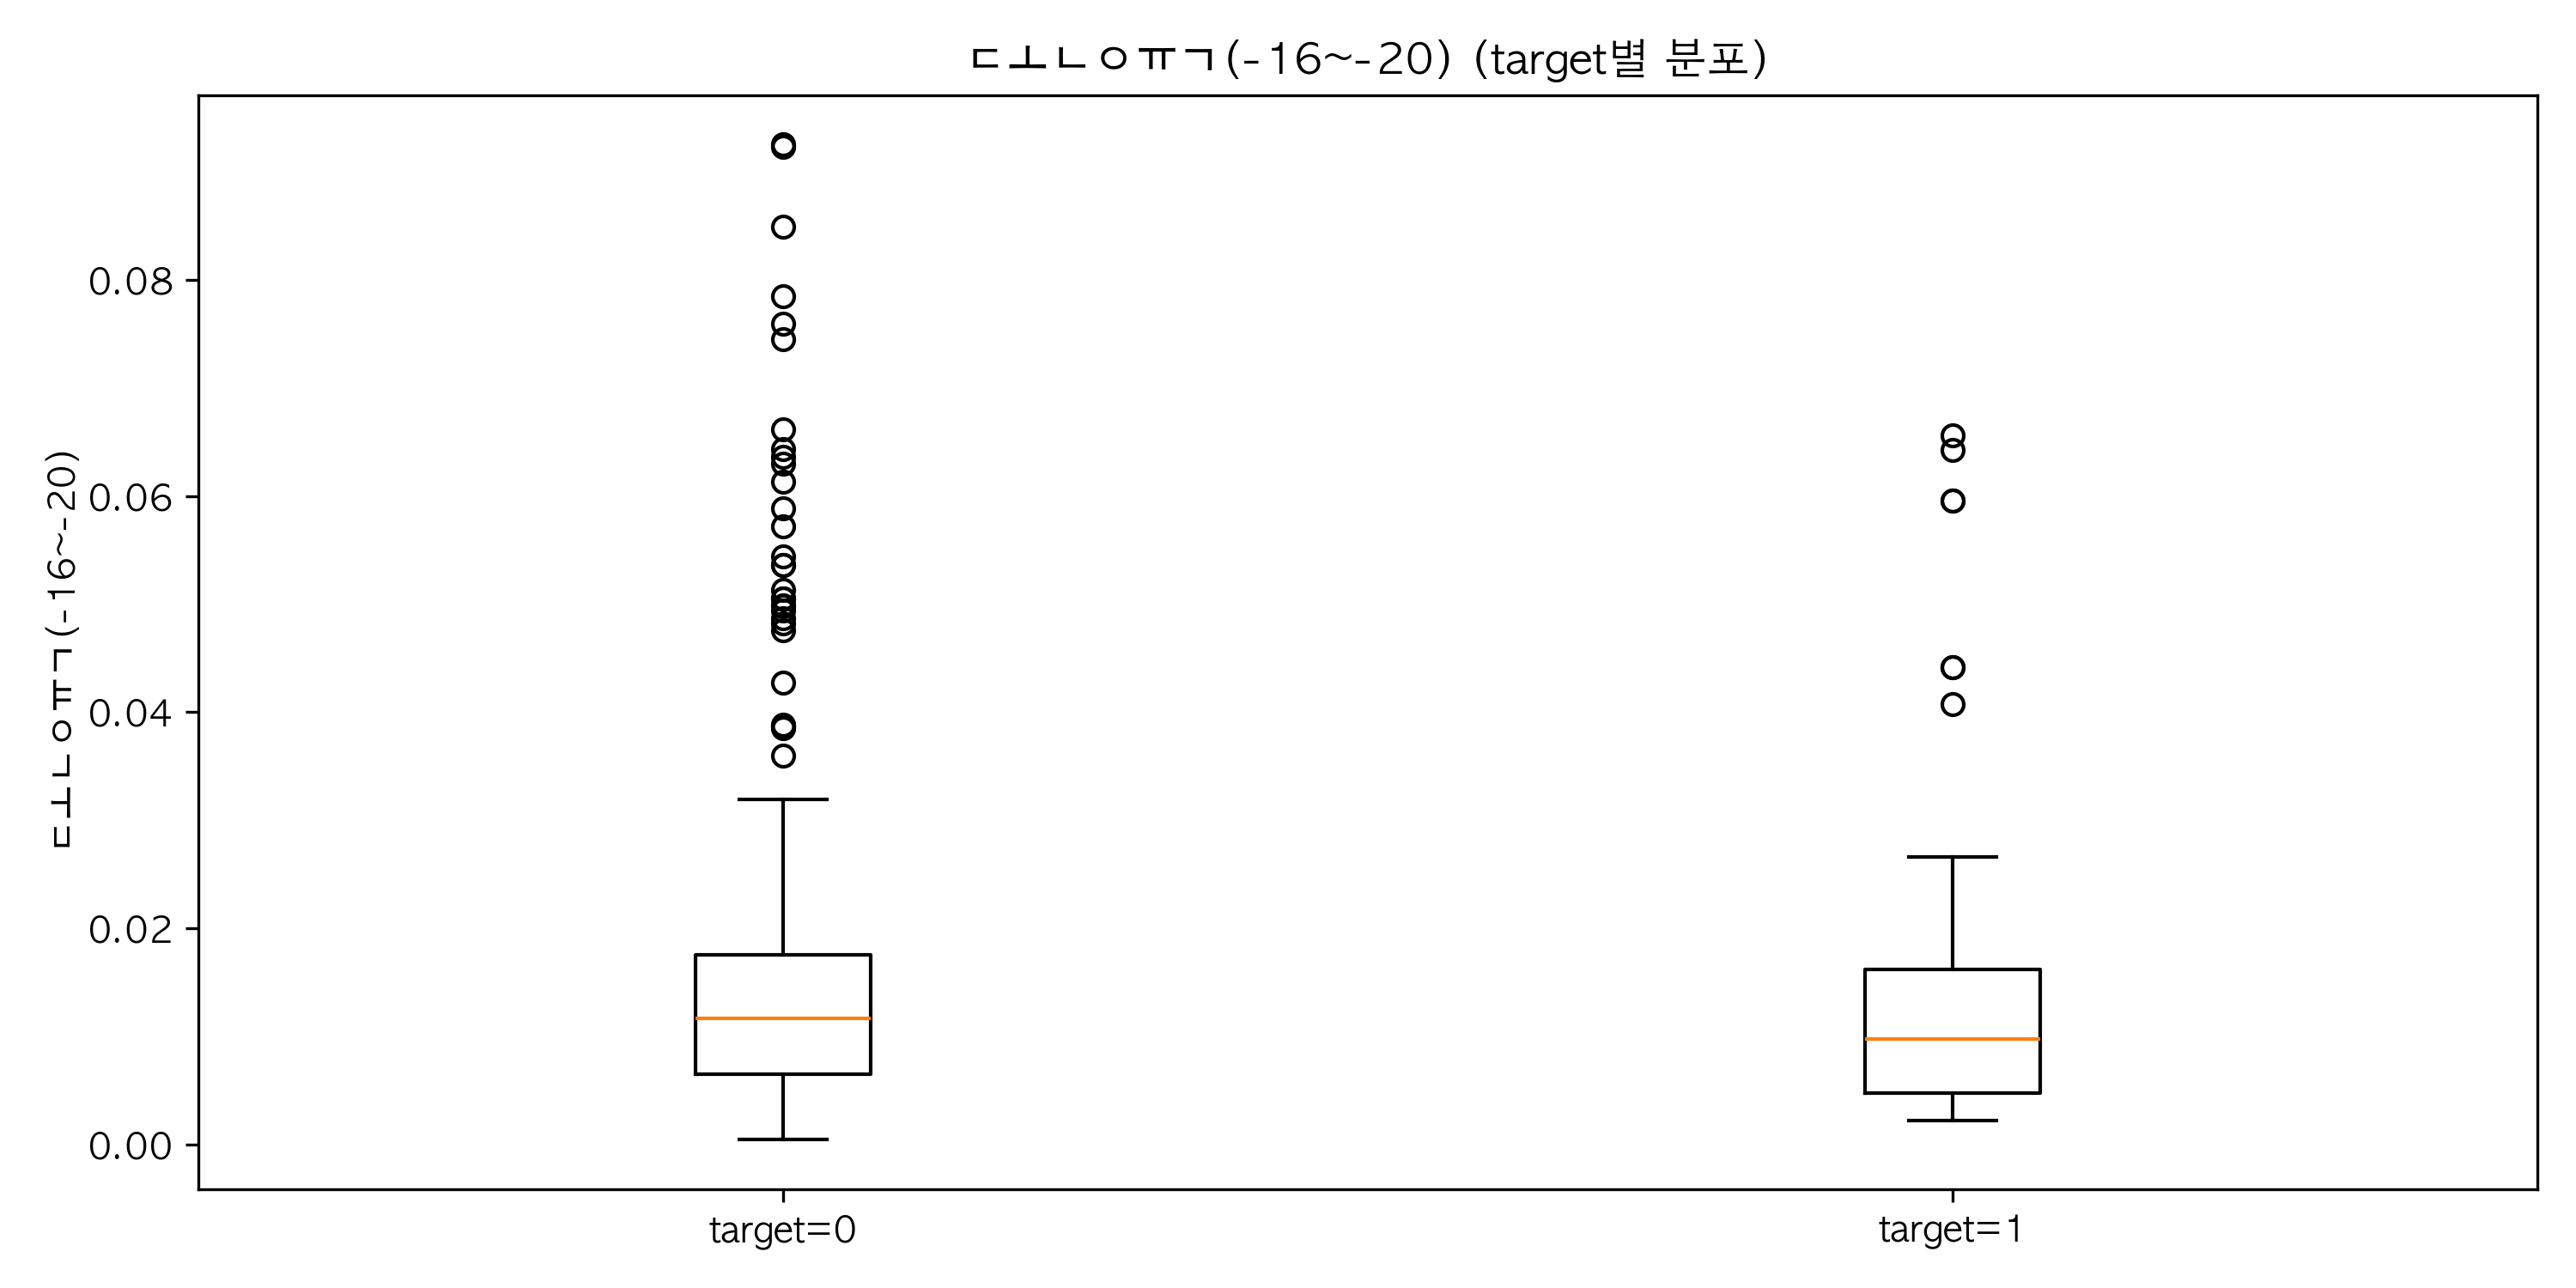 ㄷㅗㄴㅇㅠㄱ(-16~-20) (target별 분포)
ㄷㅗㄴㅇㅠㄱ(-16~-20)
0.08
0.06
0.04
0.02
0.00
target=0
target=1